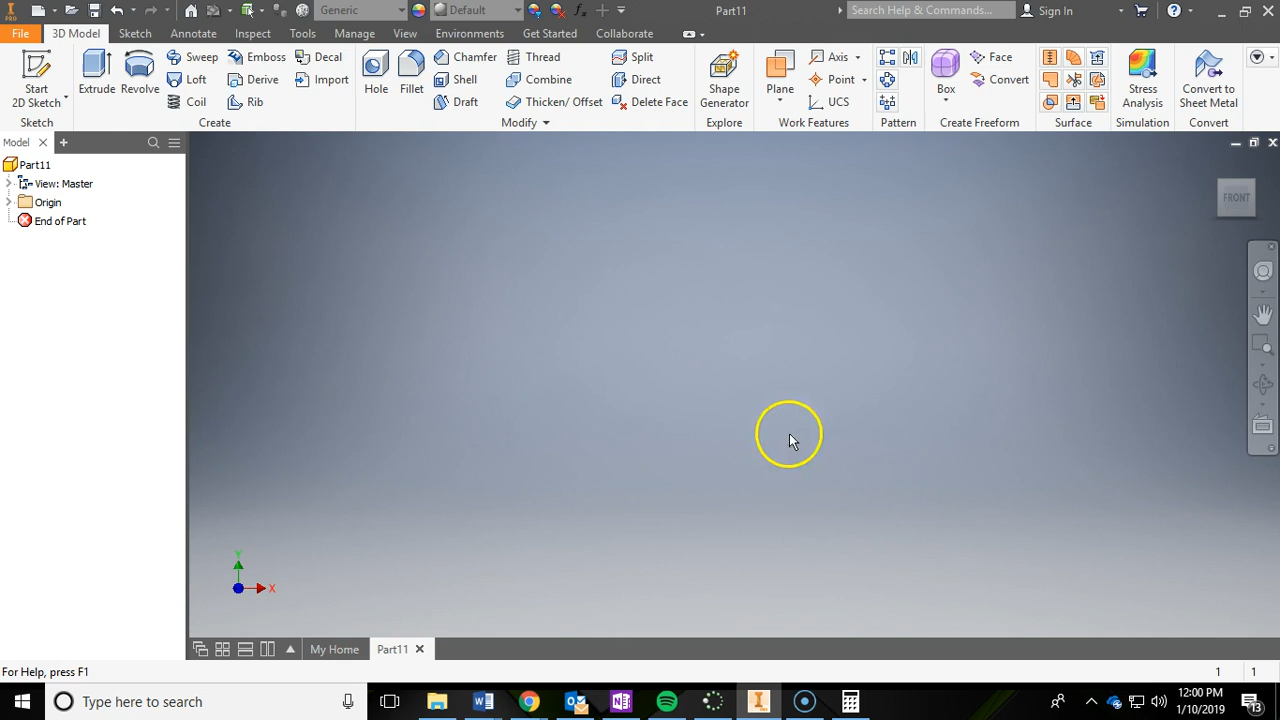 PRO
Generic
Default
Part11
Search Help & Commands...
Sign In
File
3D Model
Sketch
Annotate
Inspect
Tools
Manage
View
Environments
Get Started
Collaborate
Start
2D Sketch
Extrude
Revolve
Sweep
Loft
Coil
Emboss
Derive
Rib
Decal
Import
Hole
Fillet
Chamfer
Shell
Draft
Thread
Combine
Thicken/ Offset
Split
Direct
Delete Face
Shape
Generator
Plane
Axis
Point
UCS
Box
Face
Convert
Stress
Analysis
Convert to
Sheet Metal
Sketch
Create
Modify
Explore
Work Features
Pattern
Create Freeform
Surface
Simulation
Convert
Model
Part11
View: Master
Origin
End of Part
FRONT
Y
X
My Home
Part11
For Help, press F1
1
1
Type here to search
12:00 PM
1/10/2019
13